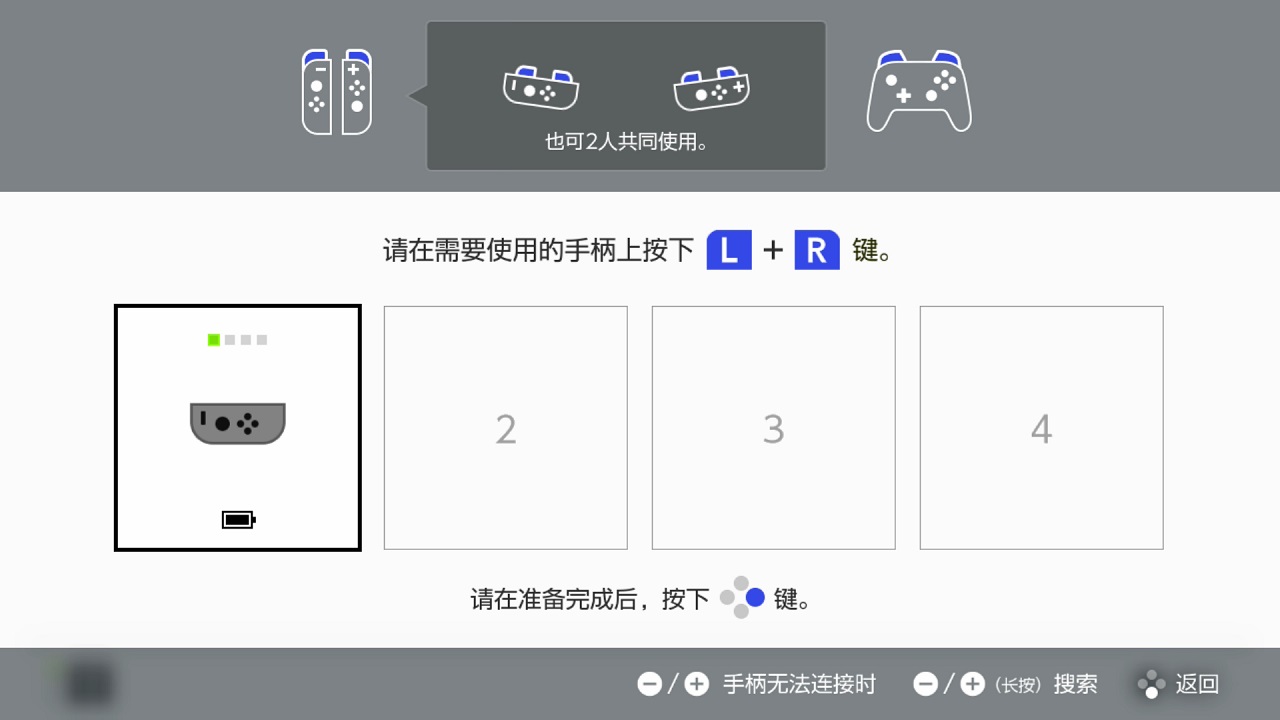 也可2人共同使用。
请在需要使用的手柄上按下 L + R 键。
2
3
4
请在准备完成后，按下 键。
−/+ 手柄无法连接时 −/+（长按）搜索 返回